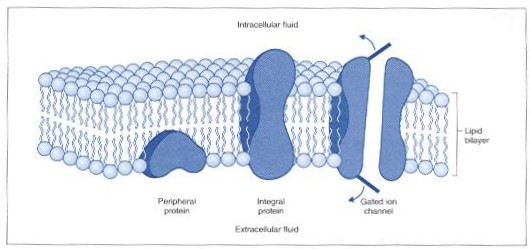 Intracellular fluid
Lipid
bilayer
Peripheral
protein
Integral
protein
Gated ion
channel
Extracellular fluid